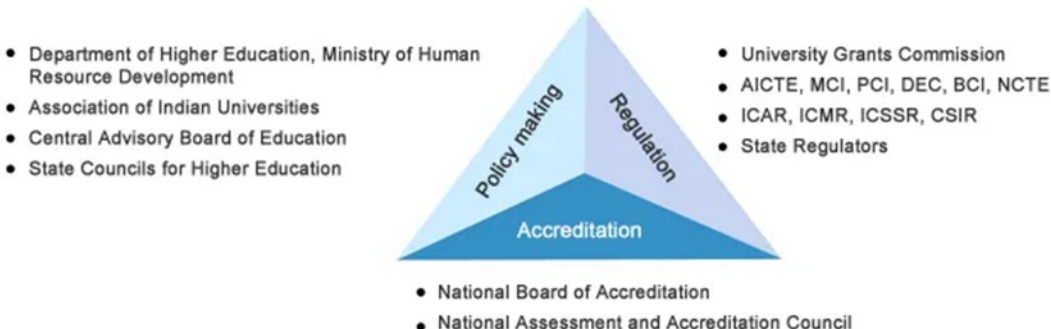 Department of Higher Education, Ministry of Human
Resource Development
Association of Indian Universities
Central Advisory Board of Education
State Councils for Higher Education
Policy making
Regulation
Accreditation
University Grants Commission
AICTE, MCI, PCI, DEC, BCI, NCTE
ICAR, ICMR, ICSSR, CSIR
State Regulators
National Board of Accreditation
National Assessment and Accreditation Council